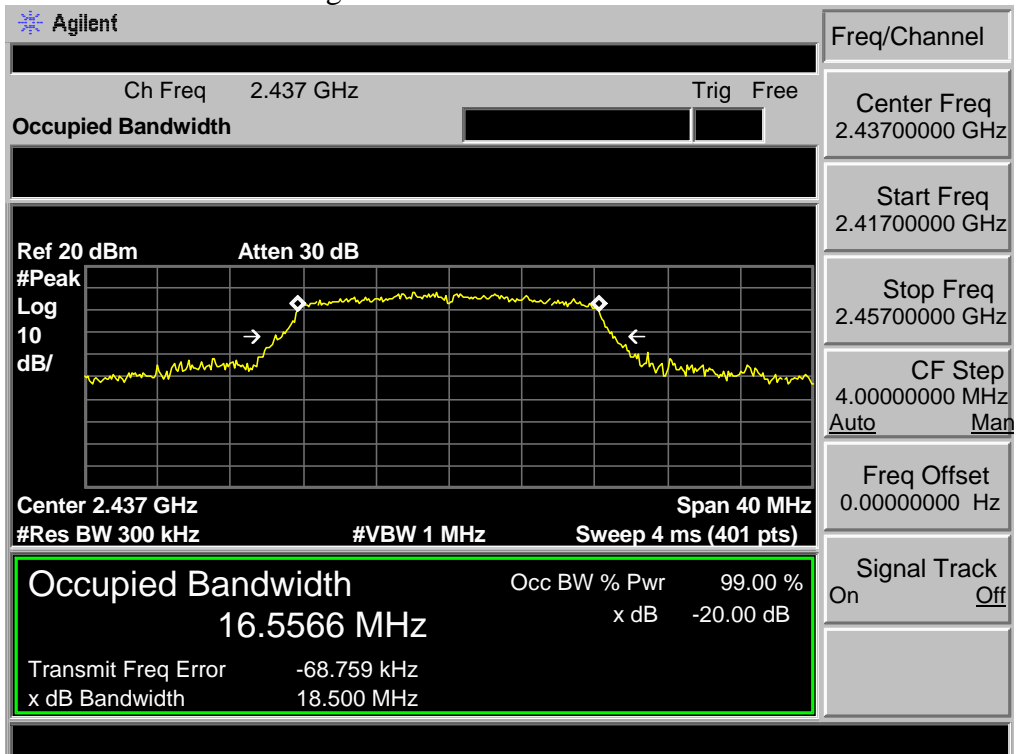 Agilent
Freq/Channel
Ch Freq 2.437 GHz Trig Free
Occupied Bandwidth
Center Freq
2.43700000 GHz
Start Freq
2.41700000 GHz
Ref 20 dBm Atten 30 dB
#Peak
Log
10
dB/
Stop Freq
2.45700000 GHz
CF Step
4.00000000 MHz
Auto Man
Center 2.437 GHz Span 40 MHz
#Res BW 300 kHz #VBW 1 MHz Sweep 4 ms (401 pts)
Freq Offset
0.00000000 Hz
Occupied Bandwidth Occ BW % Pwr 99.00 %
16.5566 MHz x dB -20.00 dB
Transmit Freq Error -68.759 kHz
x dB Bandwidth 18.500 MHz
Signal Track
On Off